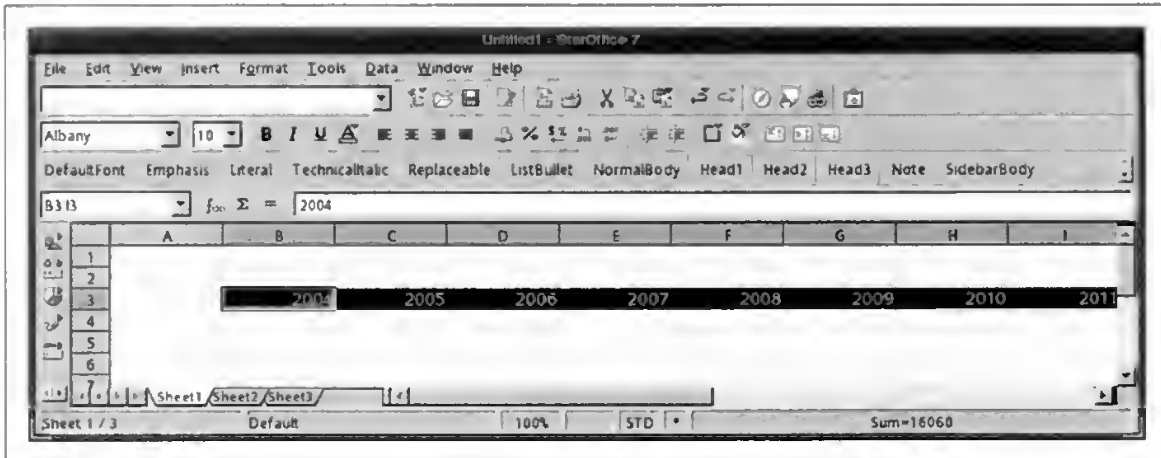 Untitled1 - StarOffice 7
File Edit View Insert Format Tools Data Window Help
Albany 10 B I U A
DefaultFont Emphasis Literal TechnicalItalic Replaceable ListBullet NormalBody Head1 Head2 Head3 Note SidebarBody
B3:I3 Σ = 2004
A B C D E F G H I
1
2
3 2004 2005 2006 2007 2008 2009 2010 2011
4
5
6
7
Sheet1 Sheet2 Sheet3
Sheet 1 / 3 Default 100% STD * Sum=16060